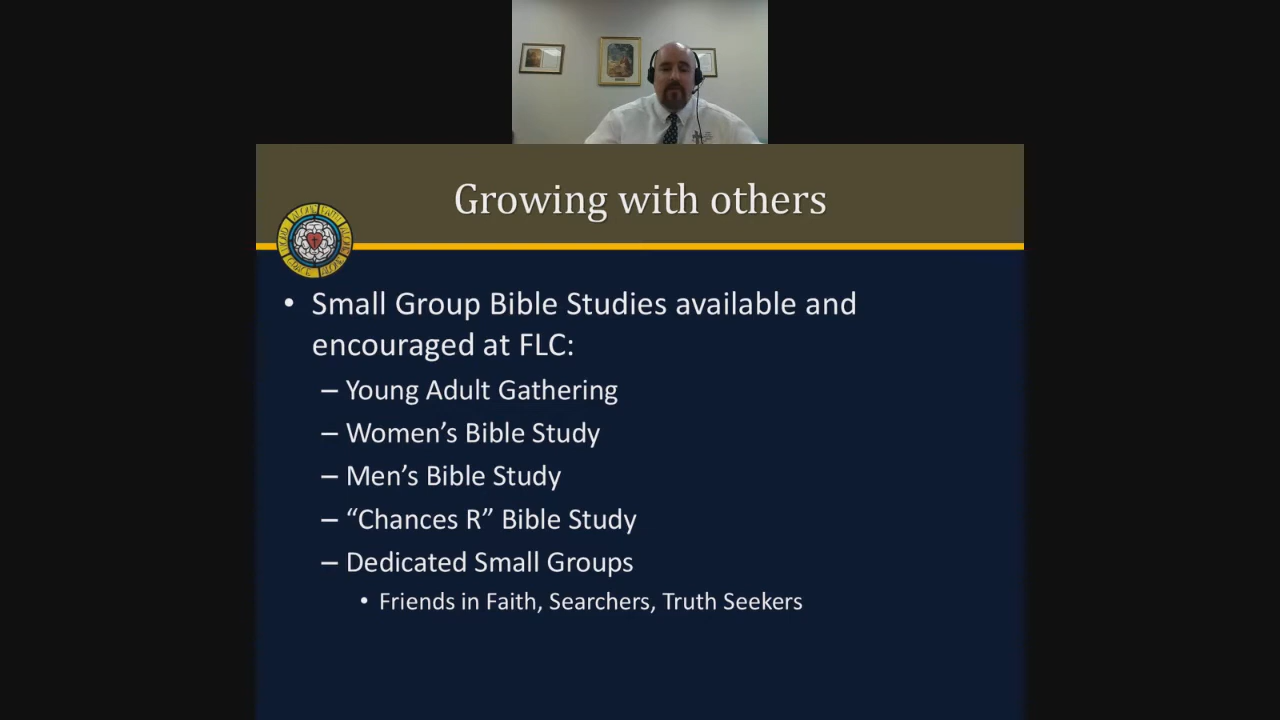 Growing with others
• Small Group Bible Studies available and
encouraged at FLC:
– Young Adult Gathering
– Women’s Bible Study
– Men’s Bible Study
– “Chances R” Bible Study
– Dedicated Small Groups
• Friends in Faith, Searchers, Truth Seekers